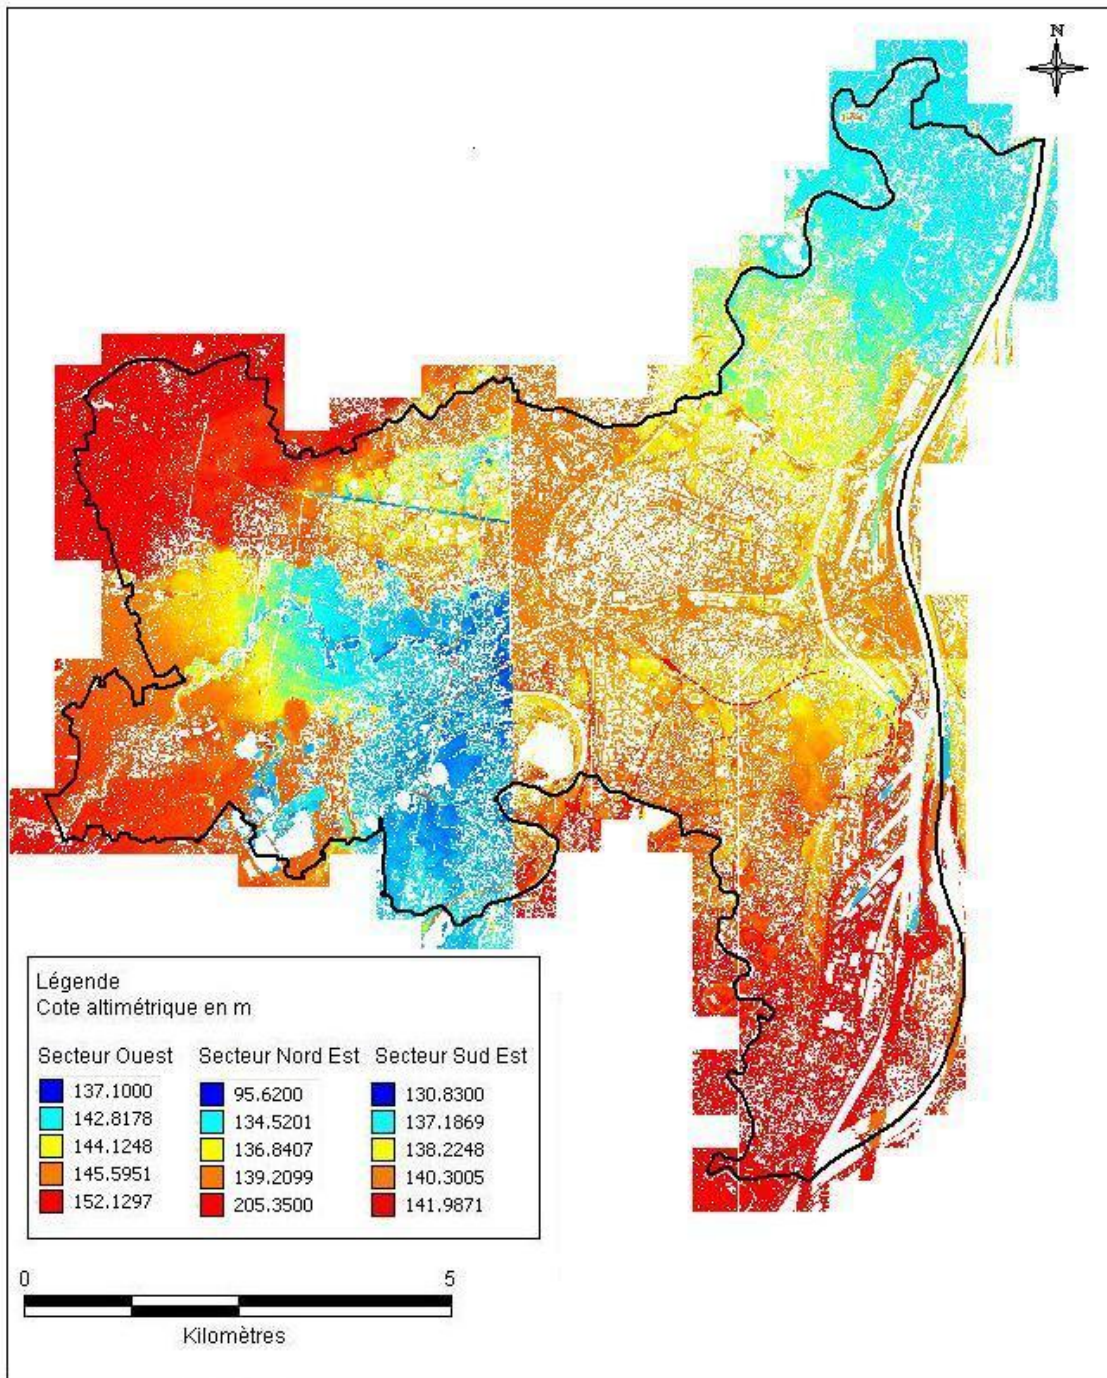 N
Légende
Cote altimétrique en m
Secteur Ouest Secteur Nord Est Secteur Sud Est
137.1000 95.6200 130.8300
142.8178 134.5201 137.1869
144.1248 136.8407 138.2248
145.5951 139.2099 140.3005
152.1297 205.3500 141.9871
0 5
Kilomètres